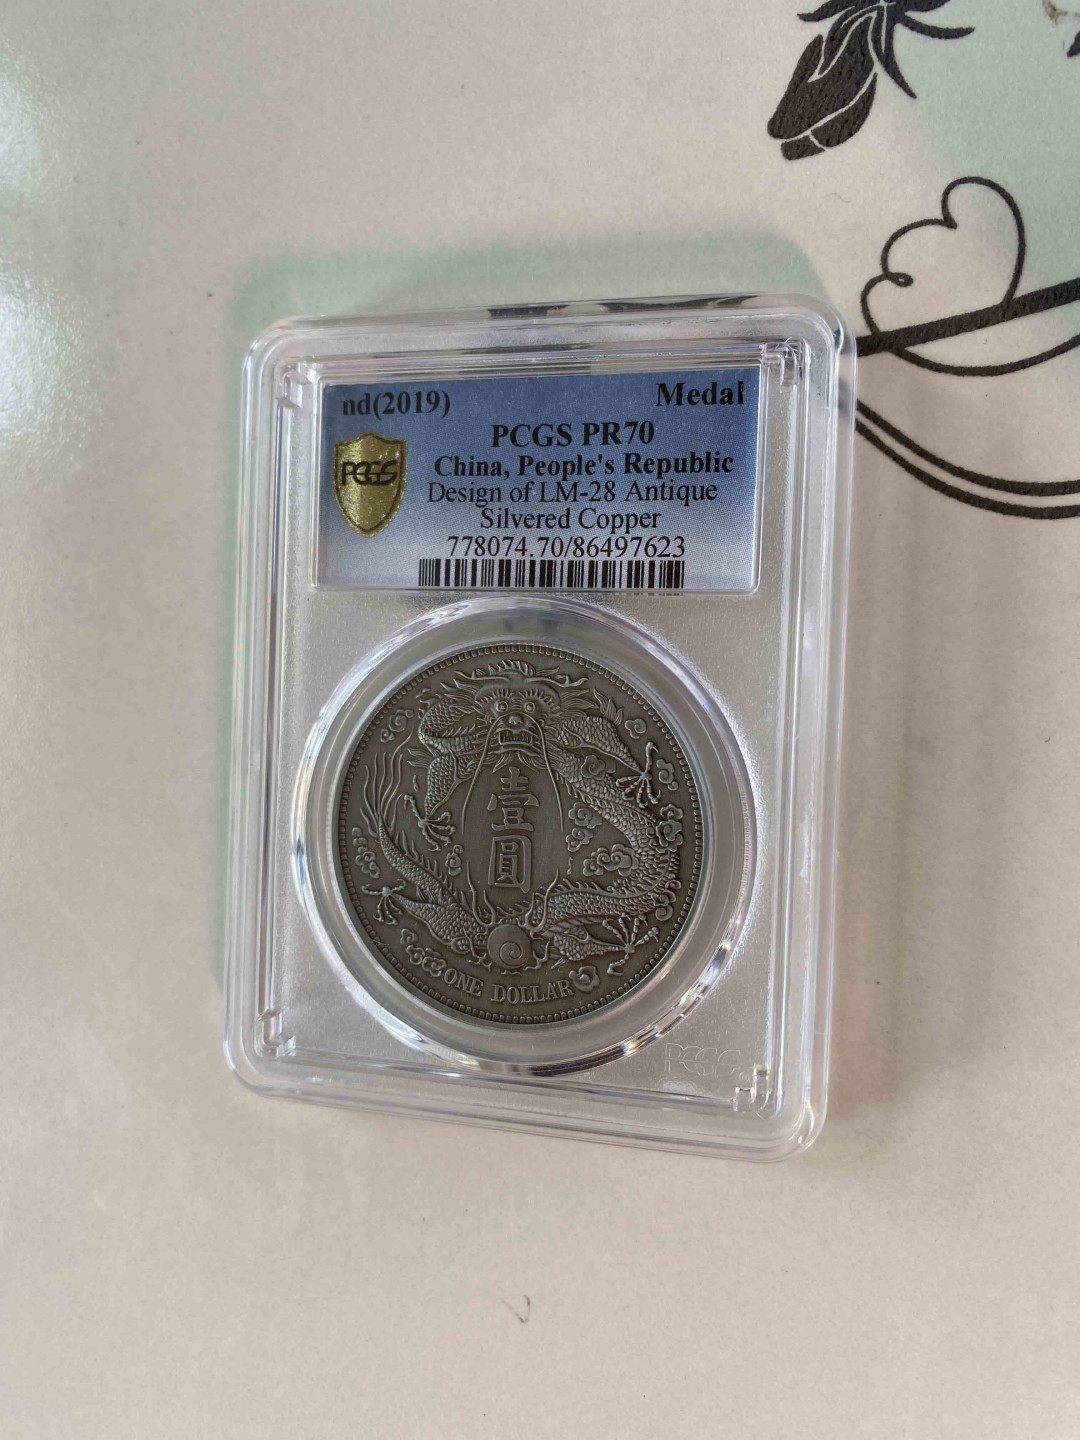 nd(2019) Medal
PCGS PR70
PCGS
China, People's Republic
Design of LM-28 Antique
Silvered Copper
778074.70/86497623
壹圓
ONE DOLLAR
PCGS